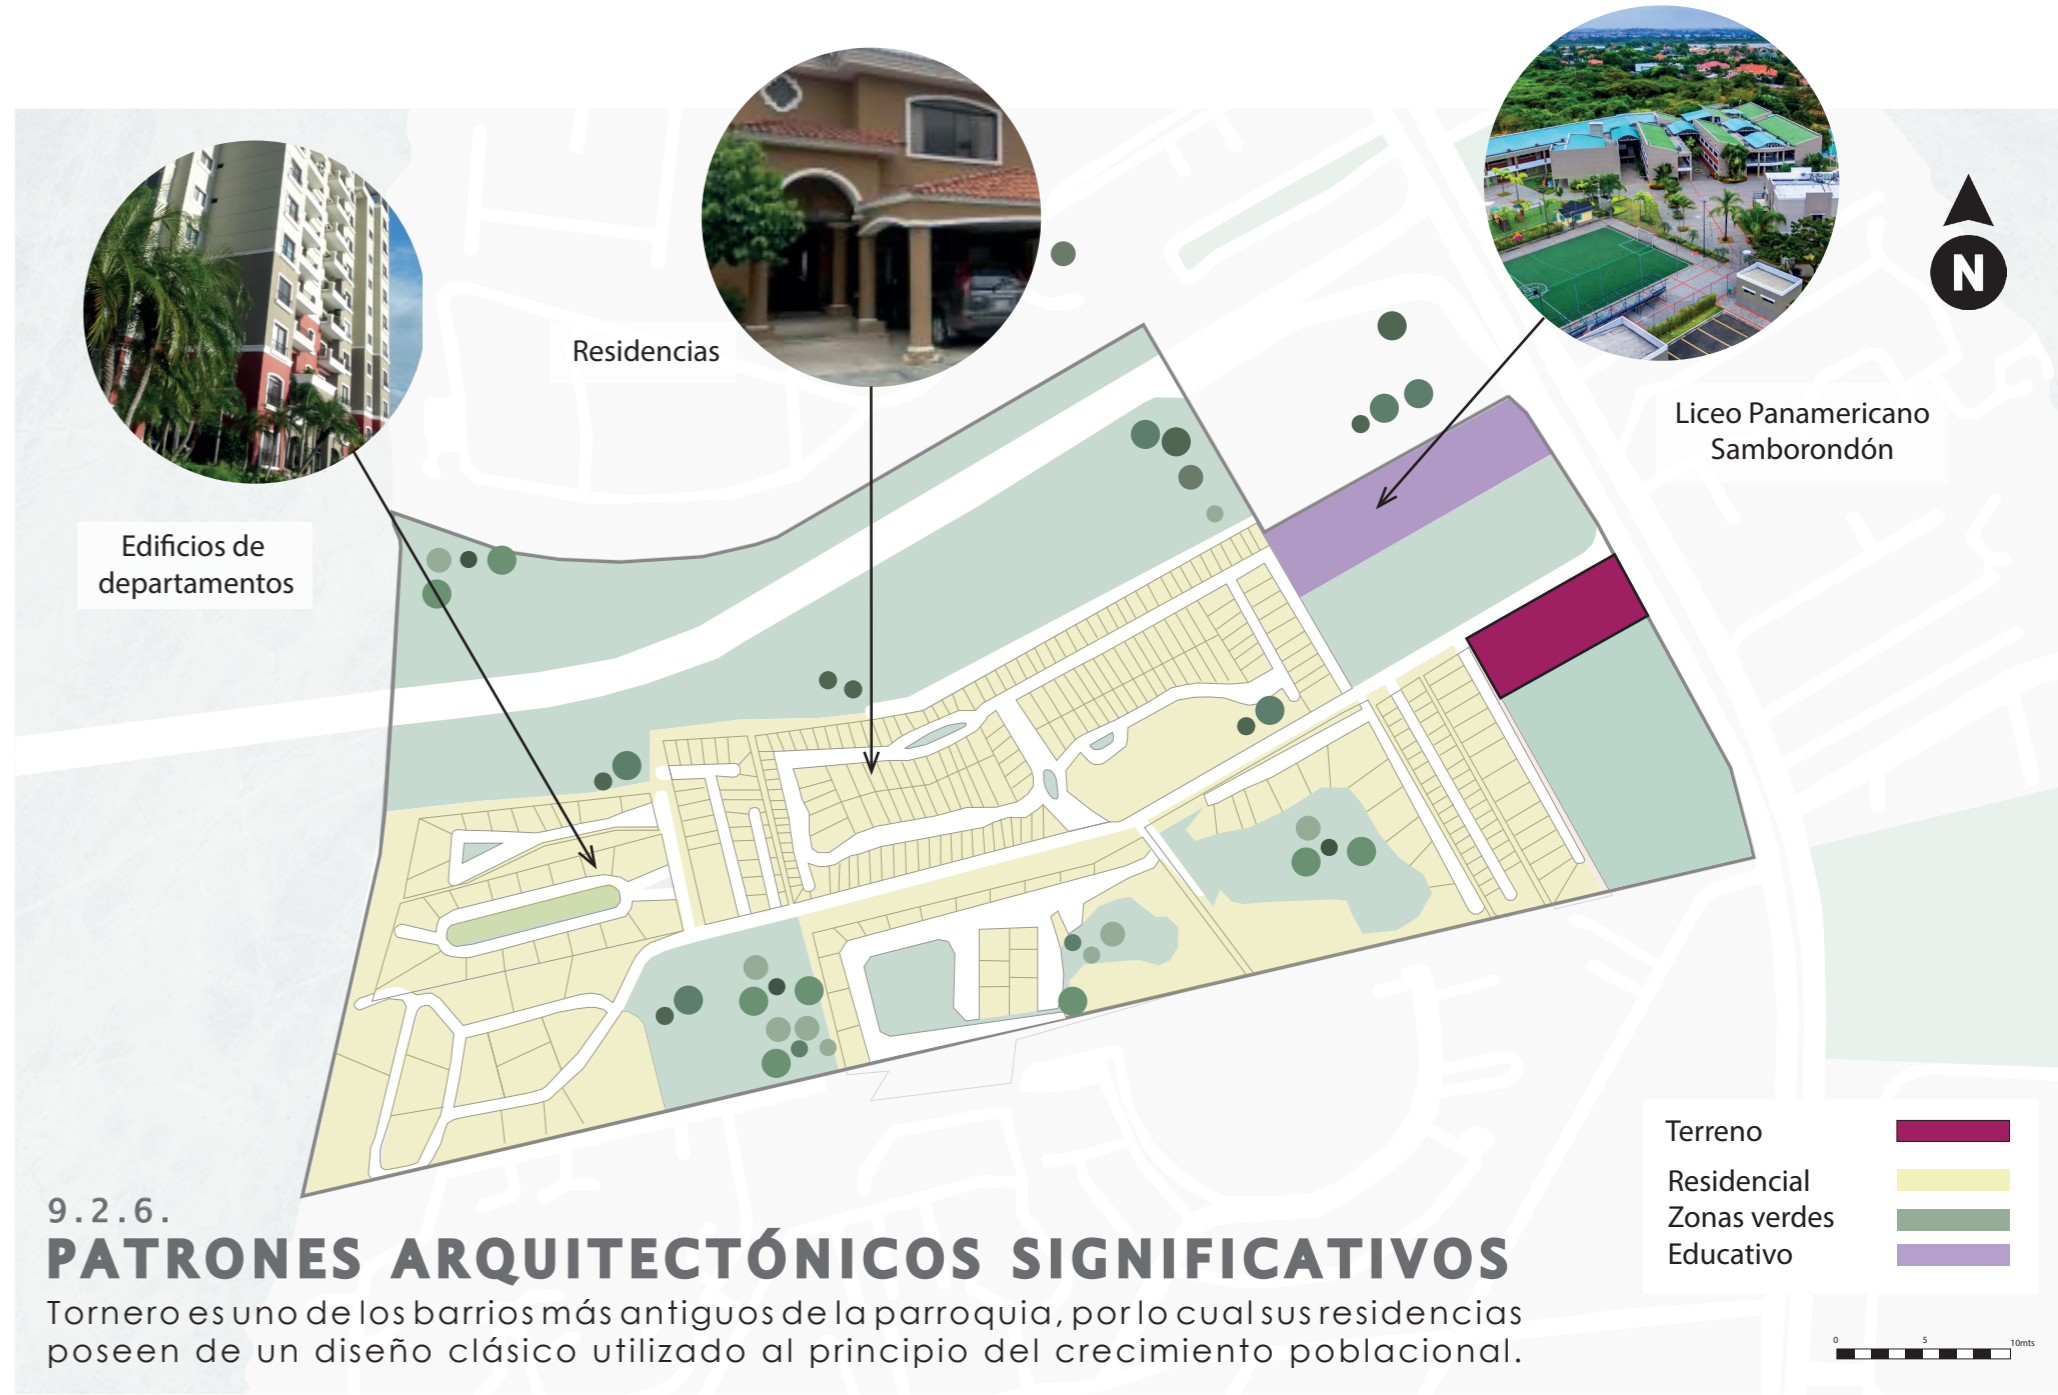 Residencias
N
Liceo Panamericano
Samborondón
Edificios de
departamentos
Terreno
Residencial
Zonas verdes
Educativo
9.2.6.
PATRONES ARQUITECTÓNICOS SIGNIFICATIVOS
Tornero es uno de los barrios más antiguos de la parroquia, por lo cual sus residencias
poseen de un diseño clásico utilizado al principio del crecimiento poblacional.
0 5 10mts